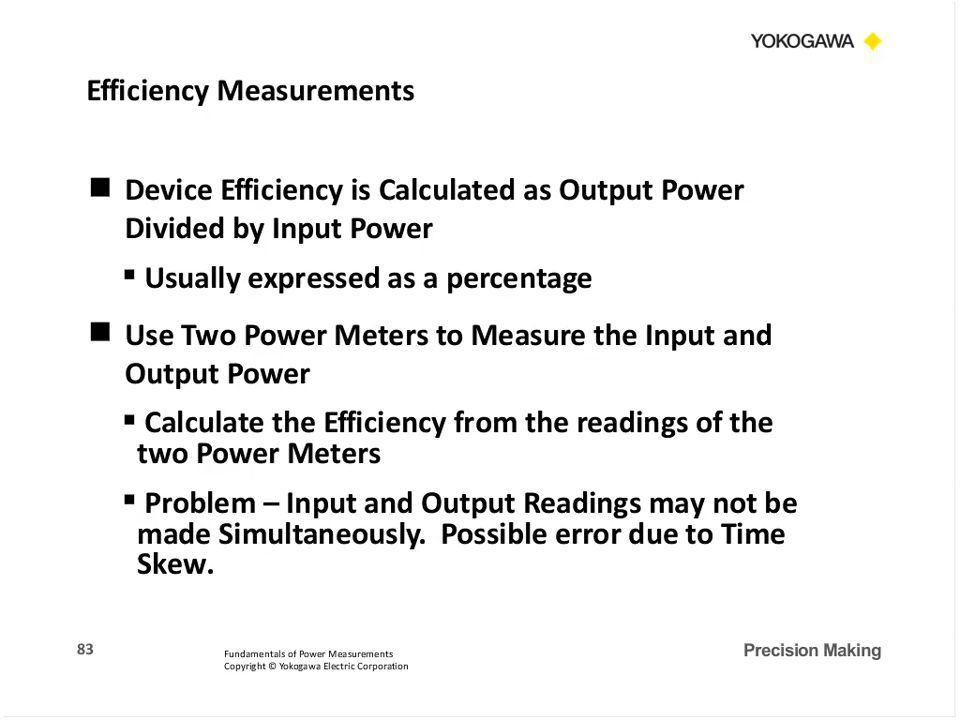 YOKOGAWA
Efficiency Measurements
■ Device Efficiency is Calculated as Output Power
Divided by Input Power
▪ Usually expressed as a percentage
■ Use Two Power Meters to Measure the Input and
Output Power
▪ Calculate the Efficiency from the readings of the
two Power Meters
▪ Problem – Input and Output Readings may not be
made Simultaneously.  Possible error due to Time
Skew.
83
Fundamentals of Power Measurements
Copyright © Yokogawa Electric Corporation
Precision Making